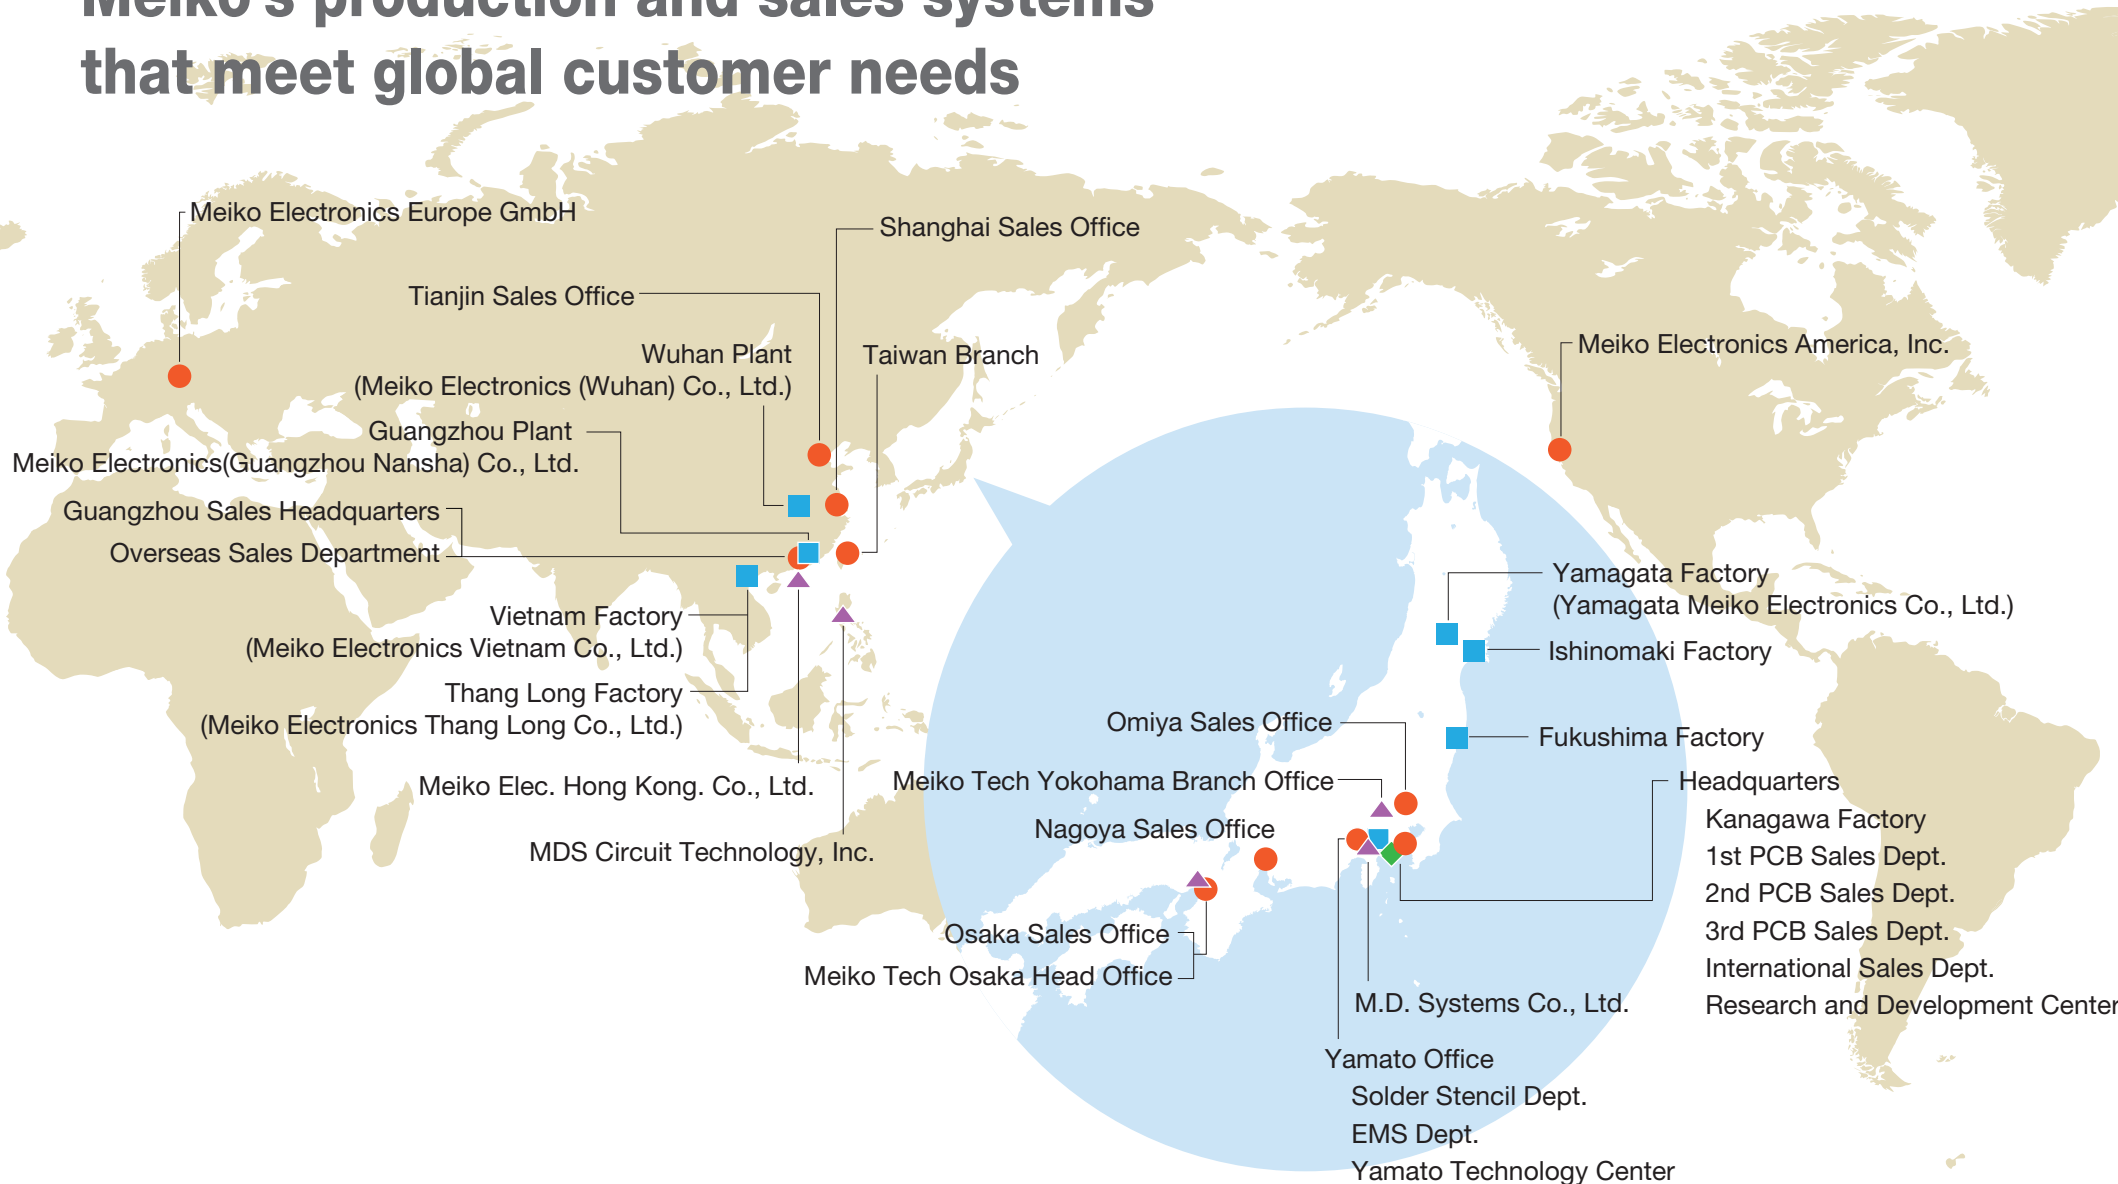 Meiko's production and sales systems
that meet global customer needs
Meiko Electronics Europe GmbH
Shanghai Sales Office
Tianjin Sales Office
Wuhan Plant
(Meiko Electronics (Wuhan) Co., Ltd.)
Taiwan Branch
Meiko Electronics America, Inc.
Guangzhou Plant
Meiko Electronics(Guangzhou Nansha) Co., Ltd.
Guangzhou Sales Headquarters
Overseas Sales Department
Vietnam Factory
(Meiko Electronics Vietnam Co., Ltd.)
Thang Long Factory
(Meiko Electronics Thang Long Co., Ltd.)
Meiko Elec. Hong Kong. Co., Ltd.
MDS Circuit Technology, Inc.
Yamagata Factory
(Yamagata Meiko Electronics Co., Ltd.)
Ishinomaki Factory
Omiya Sales Office
Fukushima Factory
Meiko Tech Yokohama Branch Office
Nagoya Sales Office
Headquarters
Kanagawa Factory
1st PCB Sales Dept.
2nd PCB Sales Dept.
3rd PCB Sales Dept.
International Sales Dept.
Research and Development Center
Osaka Sales Office
Meiko Tech Osaka Head Office
M.D. Systems Co., Ltd.
Yamato Office
Solder Stencil Dept.
EMS Dept.
Yamato Technology Center